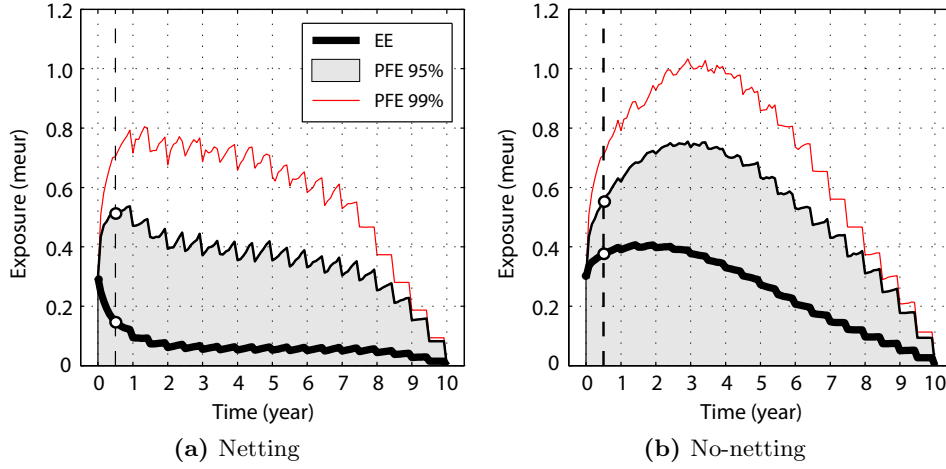 1.2
1.0
0.8
0.6
0.4
0.2
0
Exposure (meur)
EE
PFE 95%
PFE 99%
0 1 2 3 4 5 6 7 8 9 10
Time (year)
(a) Netting
1.2
1.0
0.8
0.6
0.4
0.2
0
Exposure (meur)
0 1 2 3 4 5 6 7 8 9 10
Time (year)
(b) No-netting